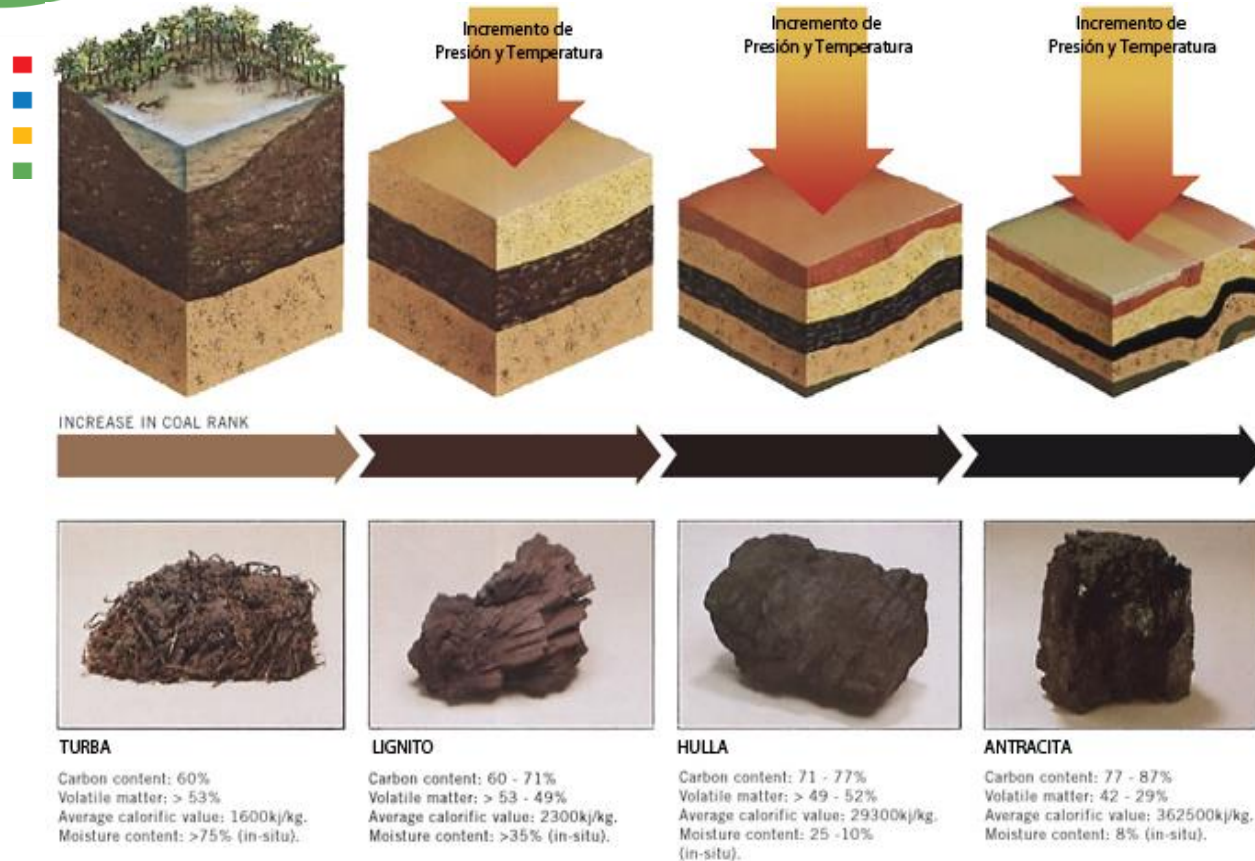 Incremento de
Presión y Temperatura
Incremento de
Presión y Temperatura
Incremento de
Presión y Temperatura
INCREASE IN COAL RANK
TURBA
Carbon content: 60%
Volatile matter: > 53%
Average calorific value: 1600kj/kg.
Moisture content: >75% (in-situ).
LIGNITO
Carbon content: 60 - 71%
Volatile matter: > 53 - 49%
Average calorific value: 2300kj/kg.
Moisture content: >35% (in-situ).
HULLA
Carbon content: 71 - 77%
Volatile matter: > 49 - 52%
Average calorific value: 29300kj/kg.
Moisture content: 25 -10%
(in-situ).
ANTRACITA
Carbon content: 77 - 87%
Volatile matter: 42 - 29%
Average calorific value: 362500kj/kg.
Moisture content: 8% (in-situ).